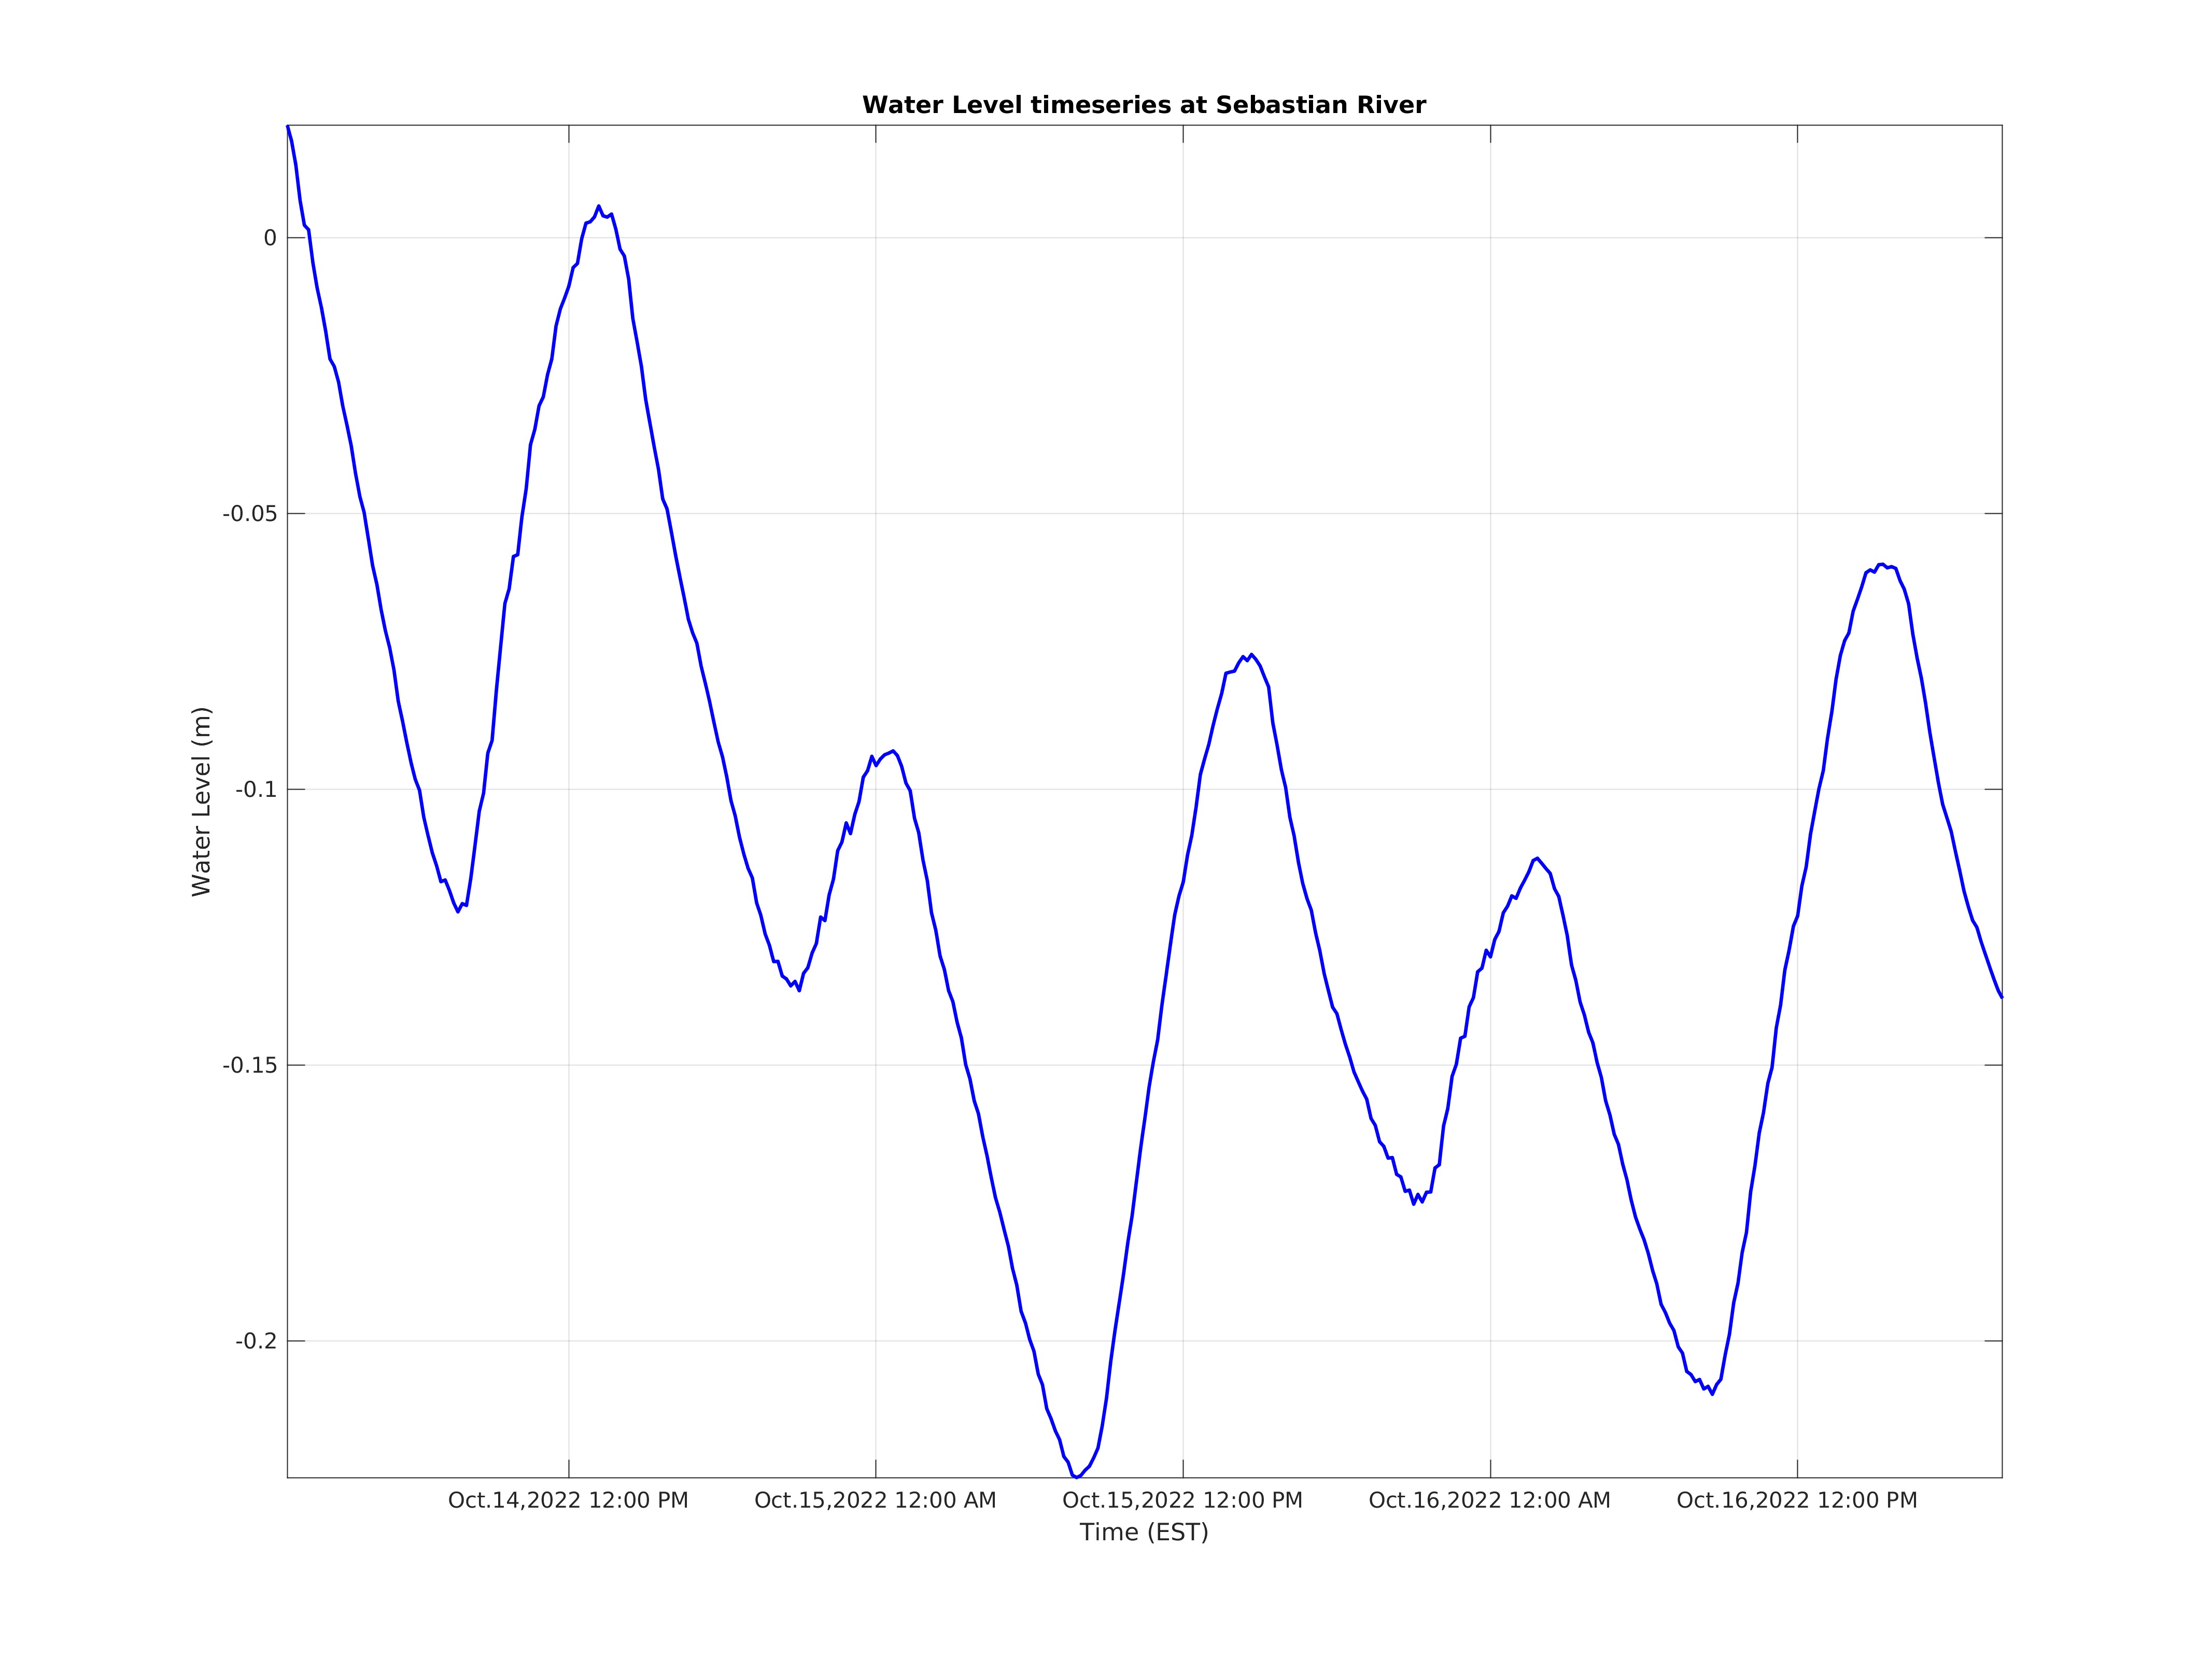 Water Level timeseries at Sebastian River
0
-0.05
-0.1
-0.15
-0.2
Water Level (m)
Oct.14,2022 12:00 PM
Oct.15,2022 12:00 AM
Oct.15,2022 12:00 PM
Oct.16,2022 12:00 AM
Oct.16,2022 12:00 PM
Time (EST)